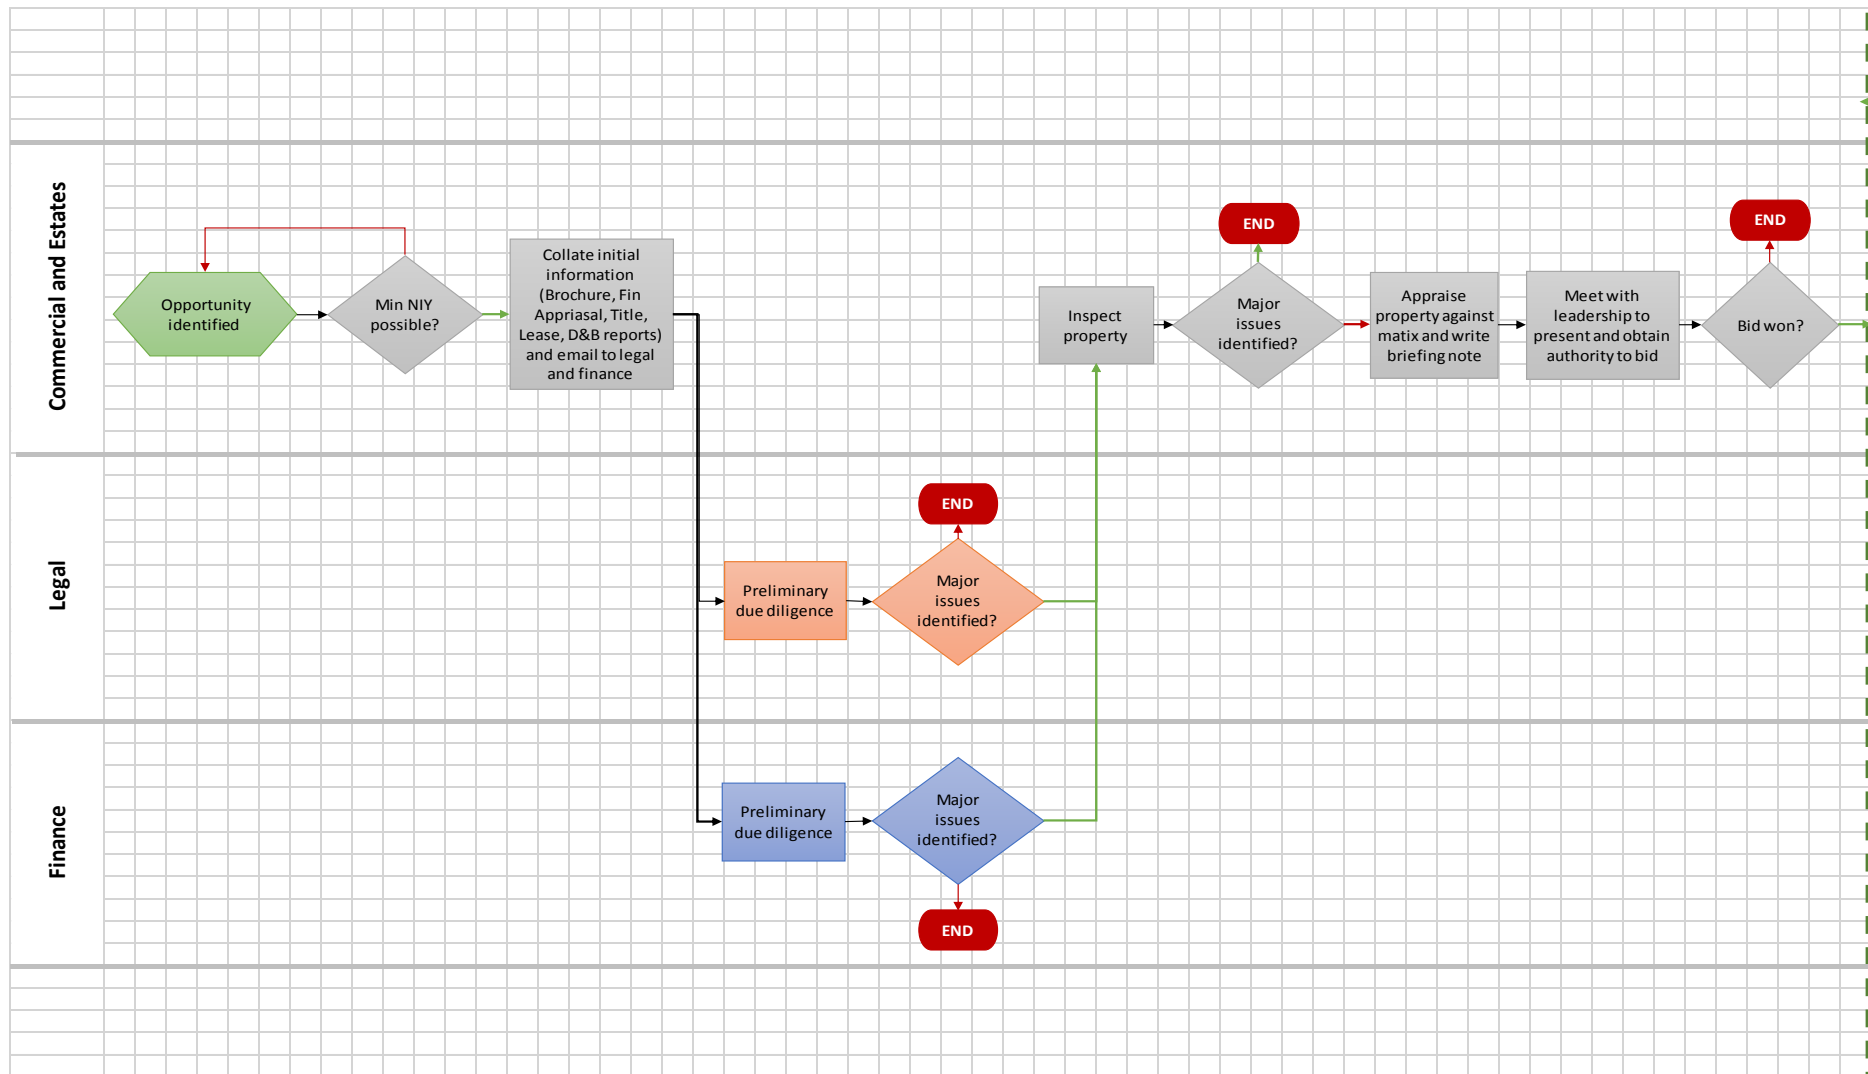 Commercial and Estates
Opportunity
identified
Min NIY
possible?
Collate initial
information
(Brochure, Fin
Appriasal, Title,
Lease, D&B reports)
and email to legal
and finance
Inspect
property
END
Major
issues
identified?
Appraise
property against
matix and write
briefing note
Meet with
leadership to
present and obtain
authority to bid
END
Bid won?
Legal
Preliminary
due diligence
END
Major
issues
identified?
Finance
Preliminary
due diligence
Major
issues
identified?
END